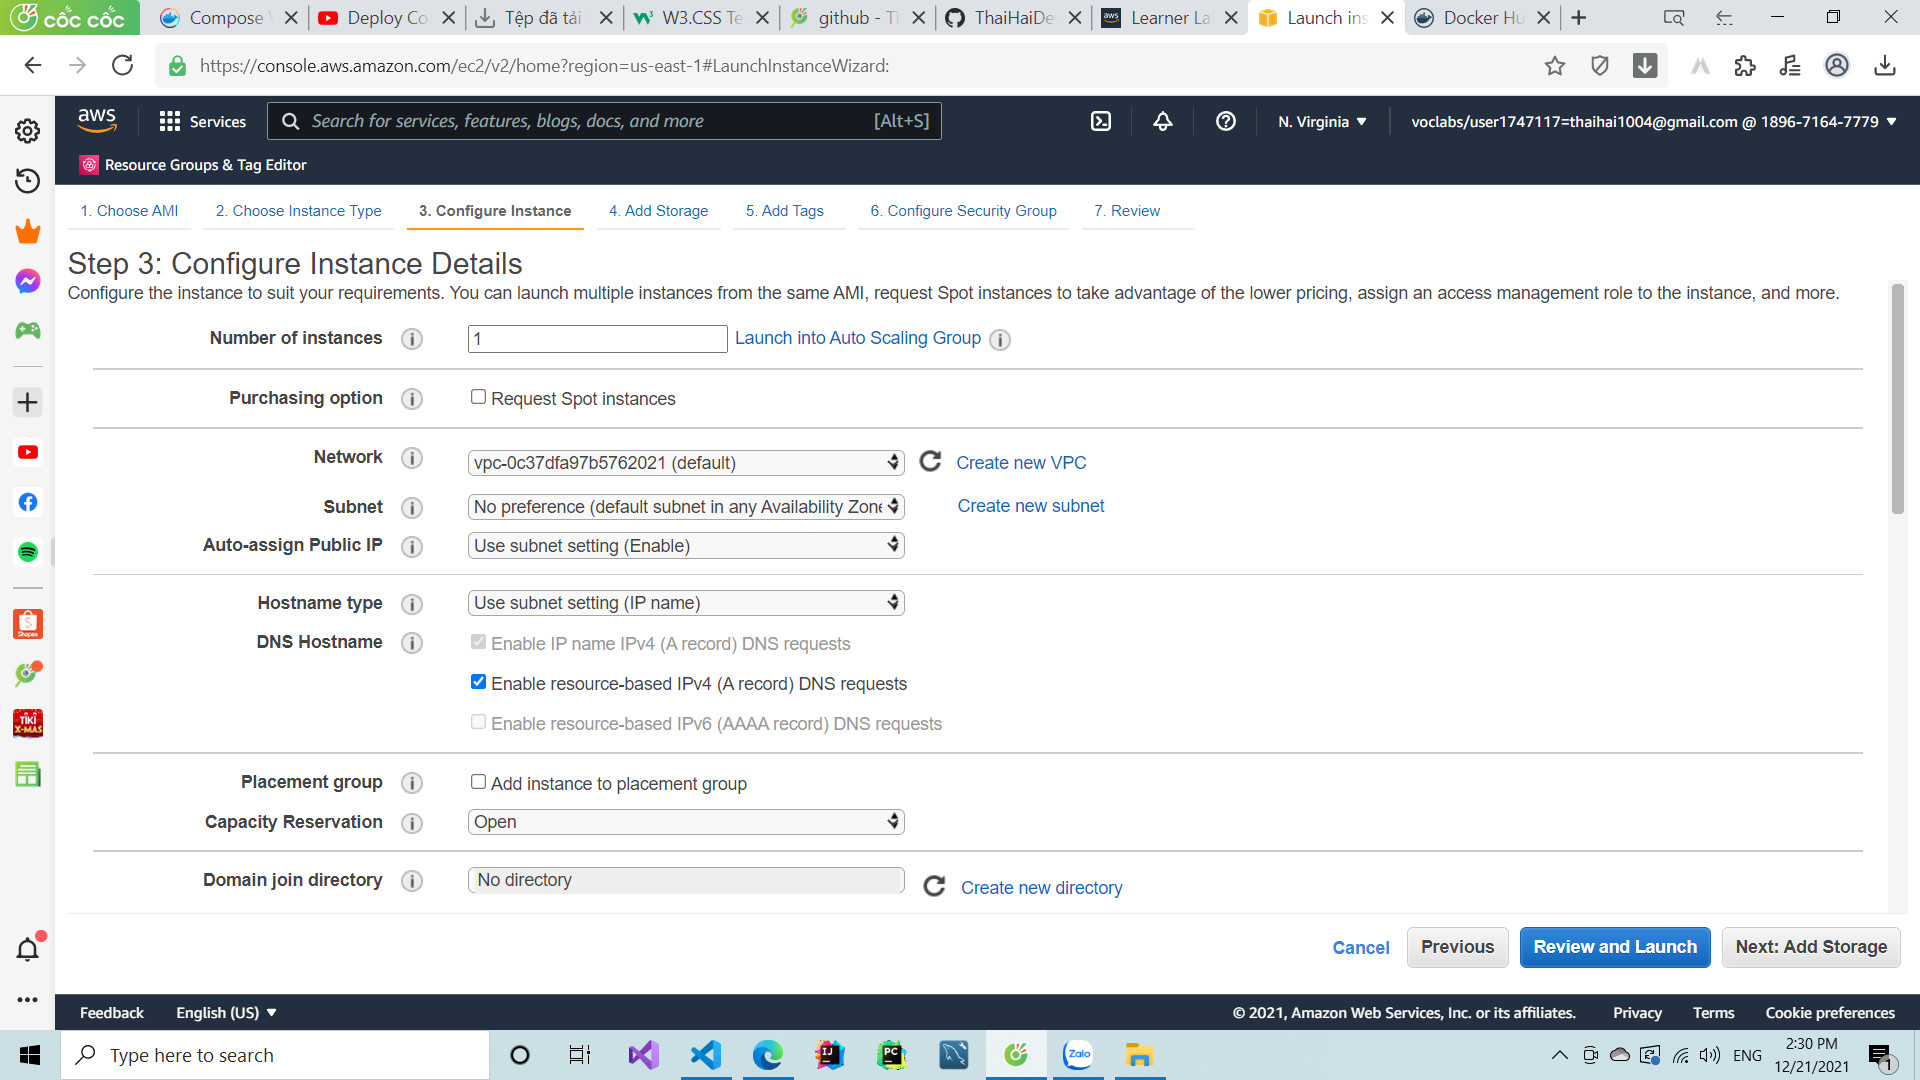 cốc cốc
Compose
Deploy Co
Tệp đã tải
W3.CSS Te
github - T
ThaiHaiDe
Learner La
Launch ins
Docker Hu
https://console.aws.amazon.com/ec2/v2/home?region=us-east-1#LaunchInstanceWizard:
aws
Services
Search for services, features, blogs, docs, and more
[Alt+S]
N. Virginia
voclabs/user1747117=thaihai1004@gmail.com @ 1896-7164-7779
Resource Groups & Tag Editor
1. Choose AMI
2. Choose Instance Type
3. Configure Instance
4. Add Storage
5. Add Tags
6. Configure Security Group
7. Review
Step 3: Configure Instance Details
Configure the instance to suit your requirements. You can launch multiple instances from the same AMI, request Spot instances to take advantage of the lower pricing, assign an access management role to the instance, and more.
Number of instances
1
Launch into Auto Scaling Group
Purchasing option
Request Spot instances
Network
vpc-0c37dfa97b5762021 (default)
Create new VPC
Subnet
No preference (default subnet in any Availability Zone
Create new subnet
Auto-assign Public IP
Use subnet setting (Enable)
Hostname type
Use subnet setting (IP name)
DNS Hostname
Enable IP name IPv4 (A record) DNS requests
Enable resource-based IPv4 (A record) DNS requests
Enable resource-based IPv6 (AAAA record) DNS requests
Placement group
Add instance to placement group
Capacity Reservation
Open
Domain join directory
No directory
Create new directory
Cancel
Previous
Review and Launch
Next: Add Storage
Feedback
English (US)
© 2021, Amazon Web Services, Inc. or its affiliates.
Privacy
Terms
Cookie preferences
Type here to search
Zalo
ENG
2:30 PM
12/21/2021
1
Shopee
TIKI
X-MAS
IJ
PC